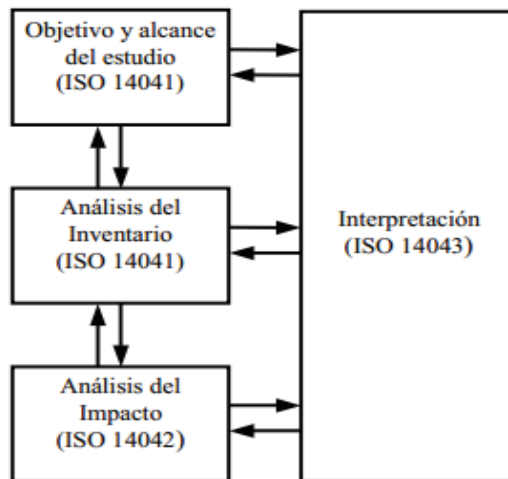 Objetivo y alcance
del estudio
(ISO 14041)
Análisis del
Inventario
(ISO 14041)
Interpretación
(ISO 14043)
Análisis del
Impacto
(ISO 14042)